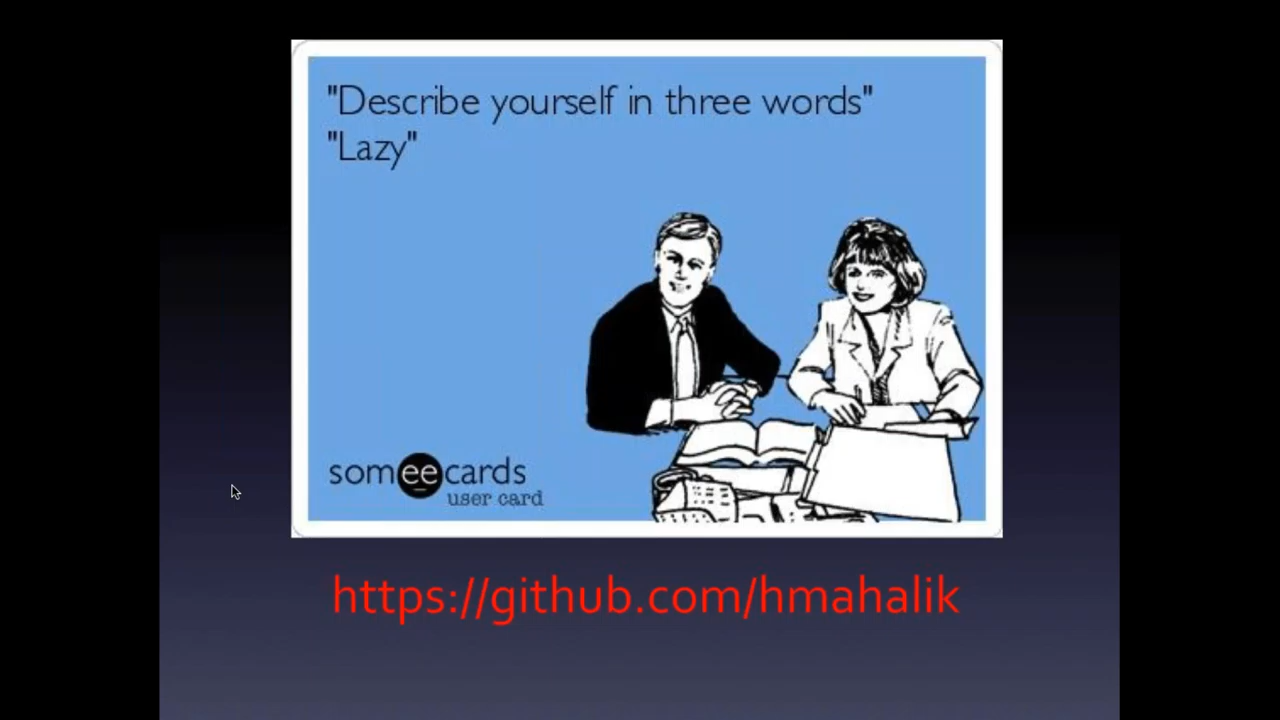 "Describe yourself in three words"
"Lazy"
someecards
user card
https://github.com/hmahalik